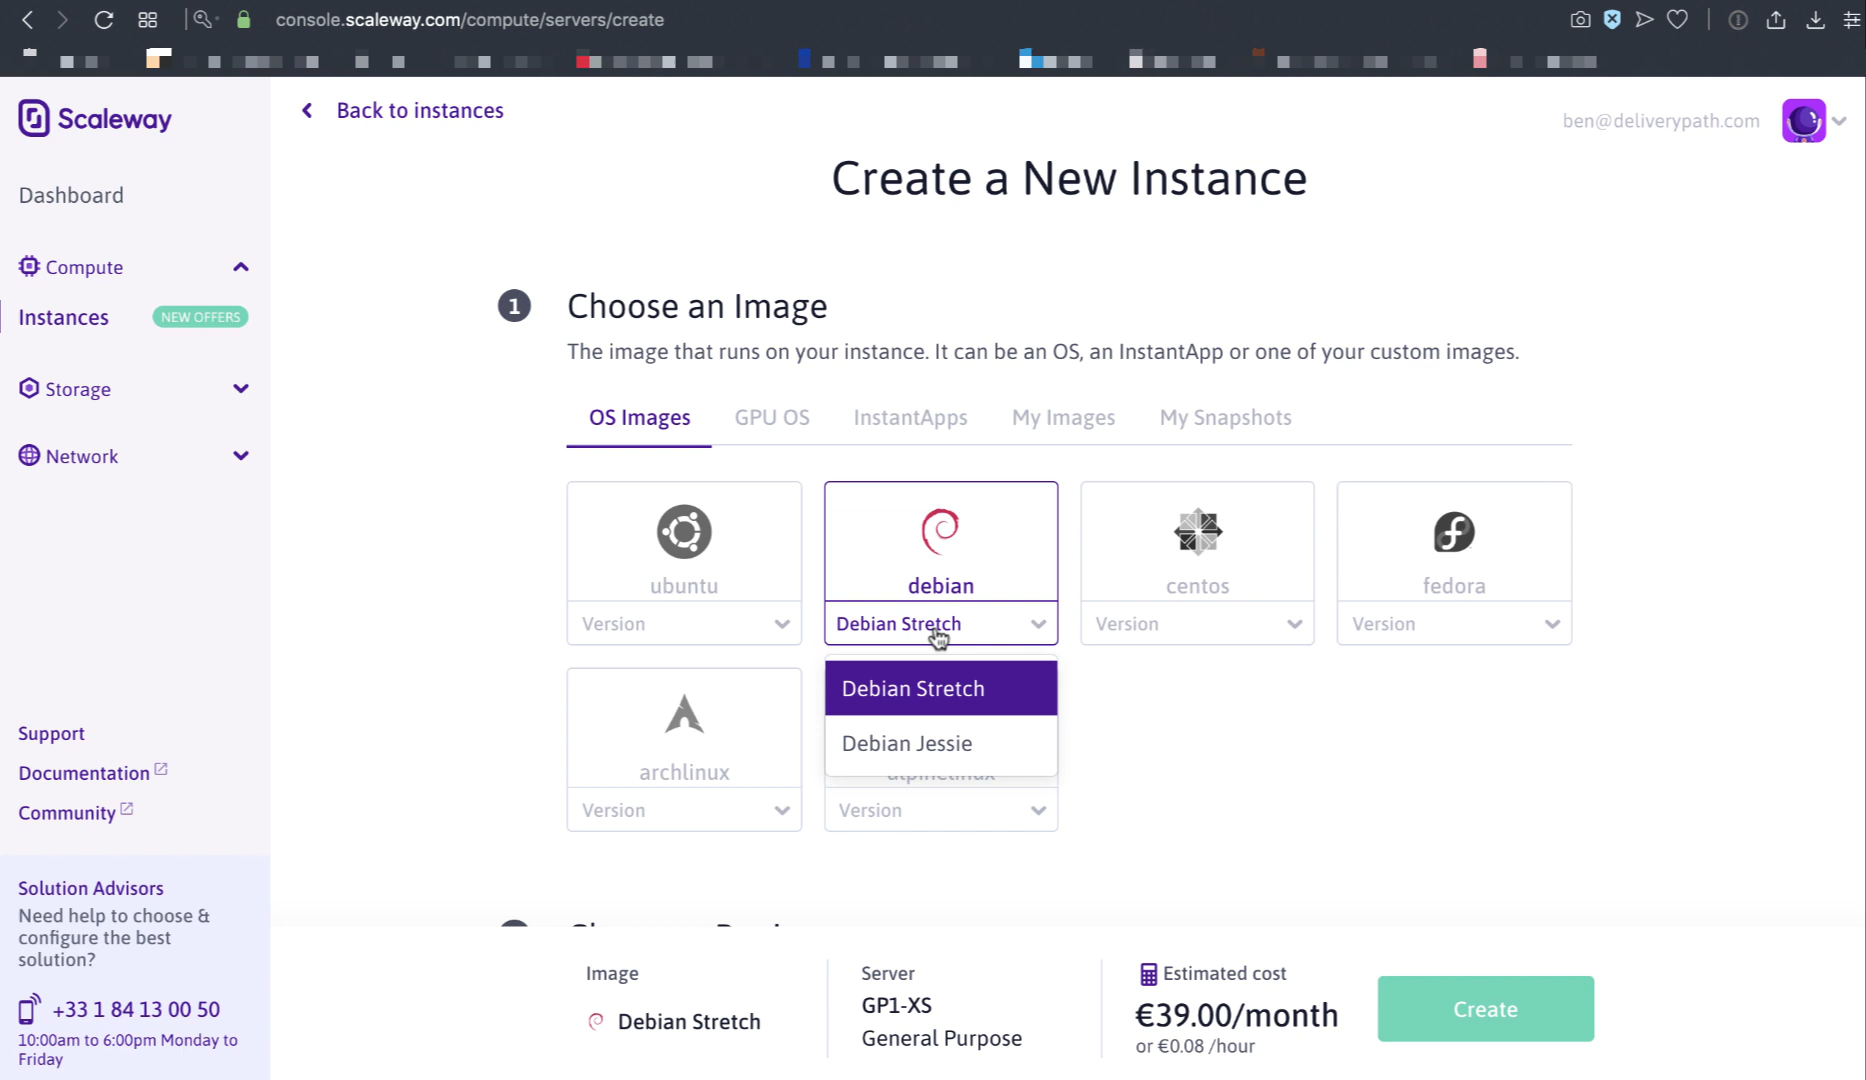 console.scaleway.com/compute/servers/create
Scaleway
Back to instances
ben@deliverypath.com
Create a New Instance
Dashboard
Compute
Instances
NEW OFFERS
Storage
Network
1
Choose an Image
The image that runs on your instance. It can be an OS, an InstantApp or one of your custom images.
OS Images
GPU OS
InstantApps
My Images
My Snapshots
ubuntu
debian
centos
fedora
Version
Debian Stretch
Version
Version
Debian Stretch
Debian Jessie
archlinux
alpinelinux
Version
Version
Support
Documentation
Community
Solution Advisors
Need help to choose &
configure the best
solution?
+33 1 84 13 00 50
10:00am to 6:00pm Monday to
Friday
Image
Debian Stretch
Server
GP1-XS
General Purpose
Estimated cost
€39.00/month
or €0.08 /hour
Create